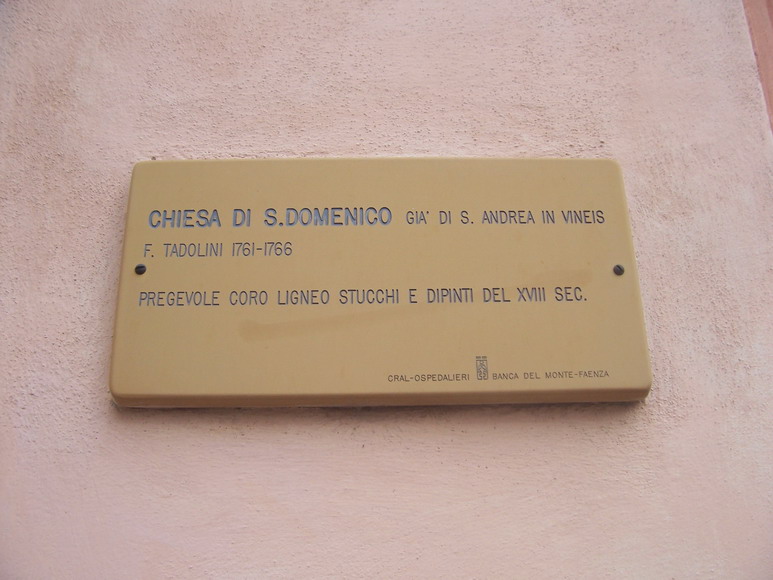 CHIESA DI S.DOMENICO GIA' DI S. ANDREA IN VINEIS
F. TADOLINI 1761-1766
PREGEVOLE CORO LIGNEO STUCCHI E DIPINTI DEL XVIII SEC.
CRAL-OSPEDALIERI BANCA DEL MONTE-FAENZA